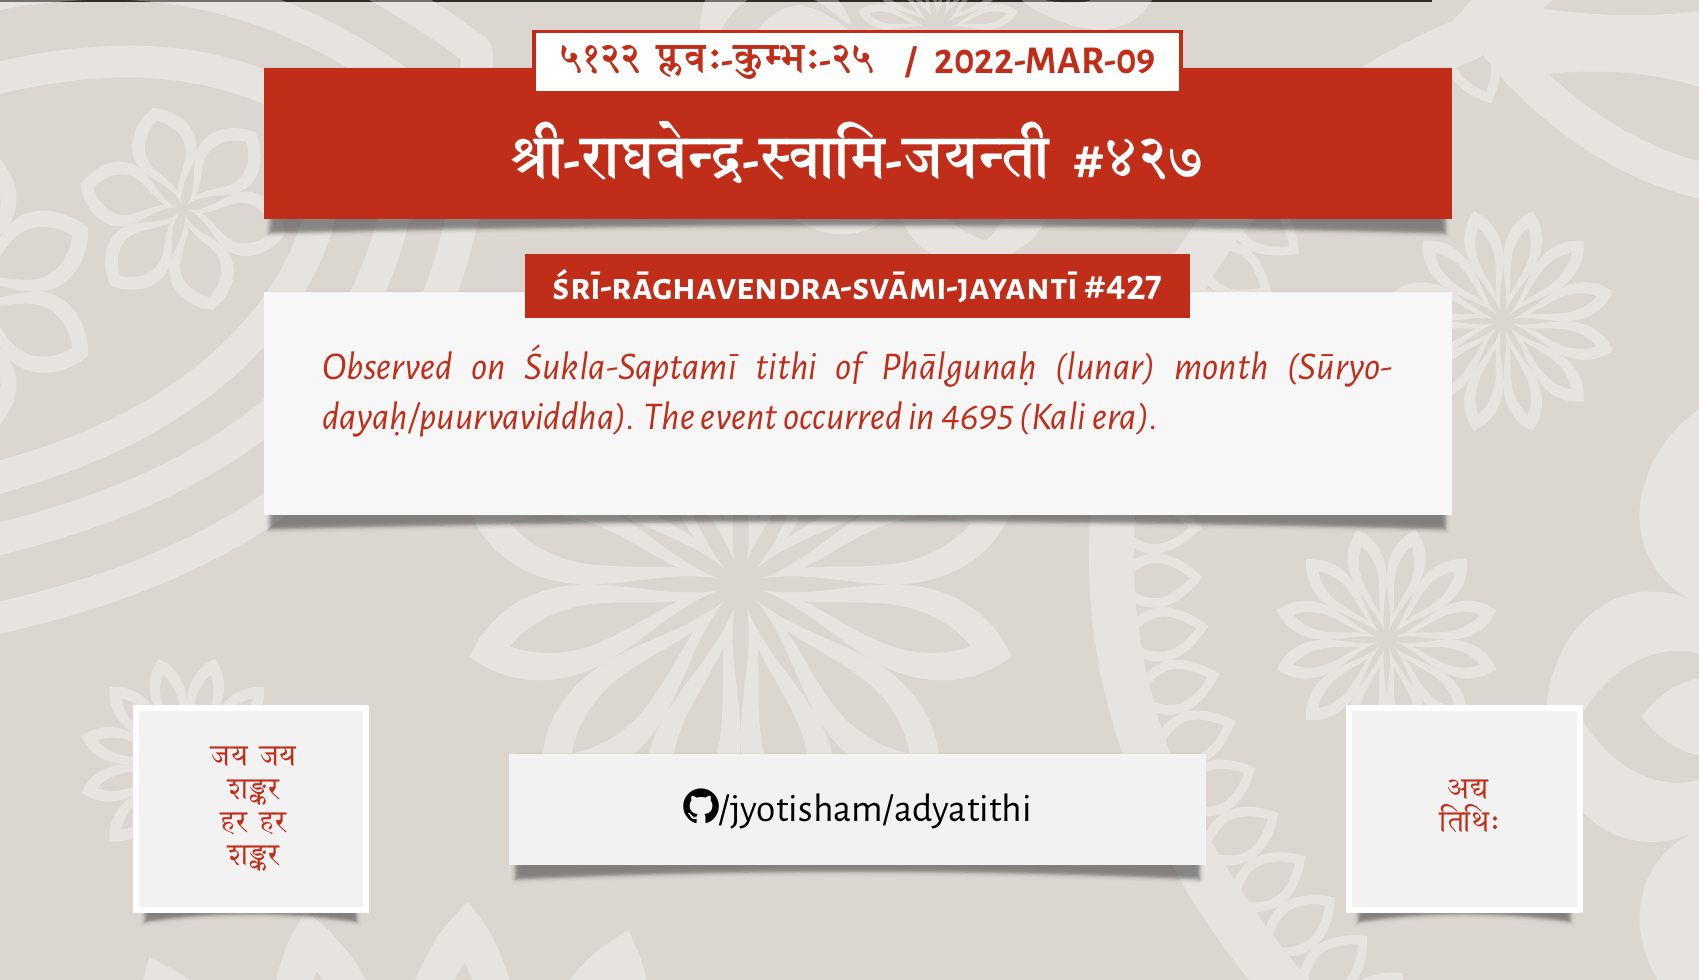 ५१२२ प्लवः-कुम्भः-२५ / 2022-MAR-09
श्री-राघवेन्द्र-स्वामि-जयन्ती #४२७
ŚRĪ-RĀGHAVENDRA-SVĀMI-JAYANTĪ #427
Observed on Śukla-Saptamī tithi of Phālgunaḥ (lunar) month (Sūryo-
dayaḥ/puurvaviddha). The event occurred in 4695 (Kali era).
जय जय
शङ्कर
हर हर
शङ्कर
/jyotisham/adyatithi
अद्य
तिथिः